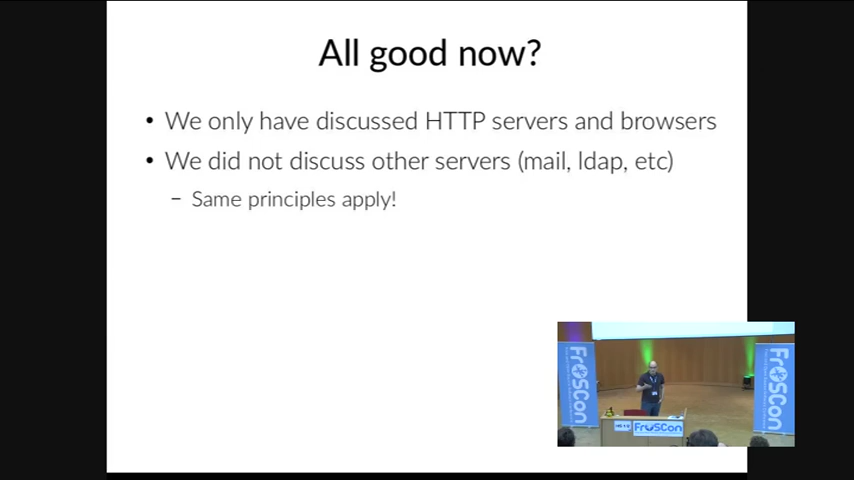 All good now?
• We only have discussed HTTP servers and browsers
• We did not discuss other servers (mail, ldap, etc)
– Same principles apply!
FrOSCon
FrOSCon
FrOSCon